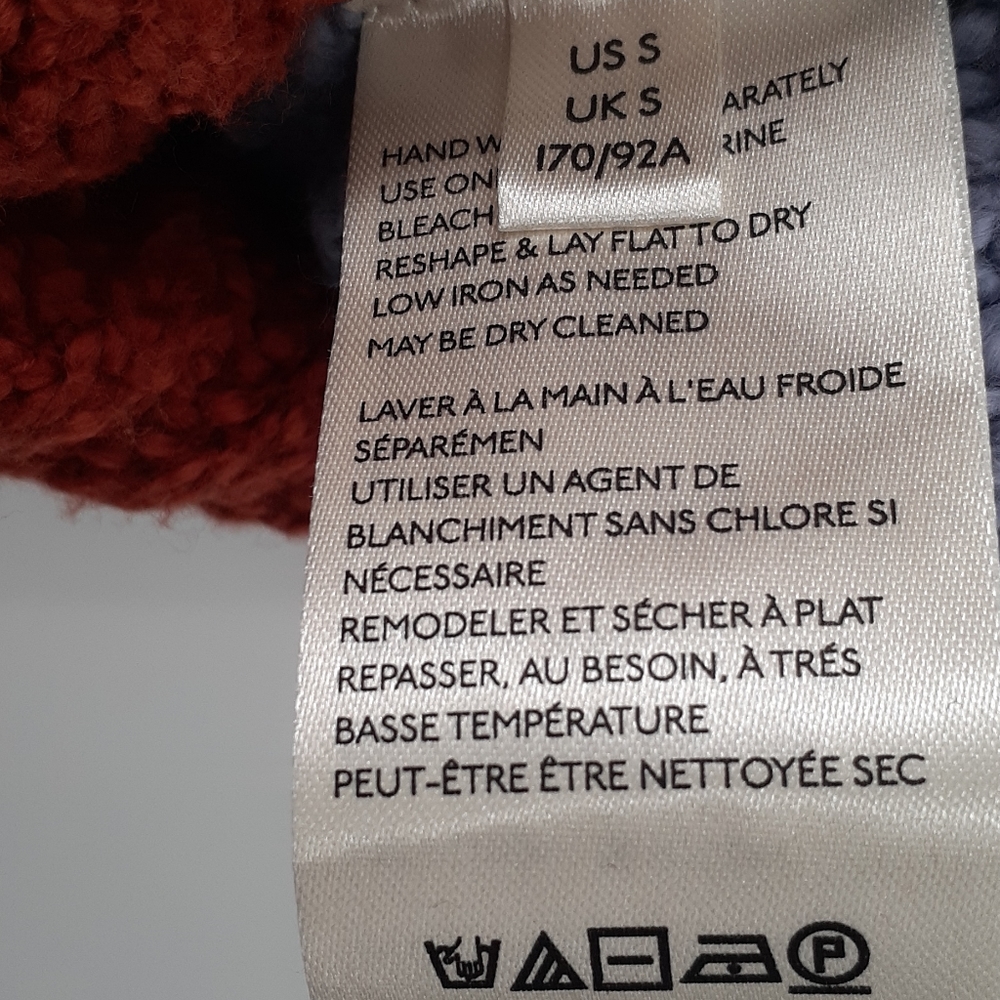 US S
UK S
170/92A
HAND W
ARATELY
USE ON
RINE
BLEACH
RESHAPE & LAY FLAT TO DRY
LOW IRON AS NEEDED
MAY BE DRY CLEANED
LAVER À LA MAIN À L'EAU FROIDE
SÉPARÉMEN
UTILISER UN AGENT DE
BLANCHIMENT SANS CHLORE SI
NÉCESSAIRE
REMODELER ET SÉCHER À PLAT
REPASSER, AU BESOIN, À TRÉS
BASSE TEMPÉRATURE
PEUT-ÊTRE ÊTRE NETTOYÉE SEC
P